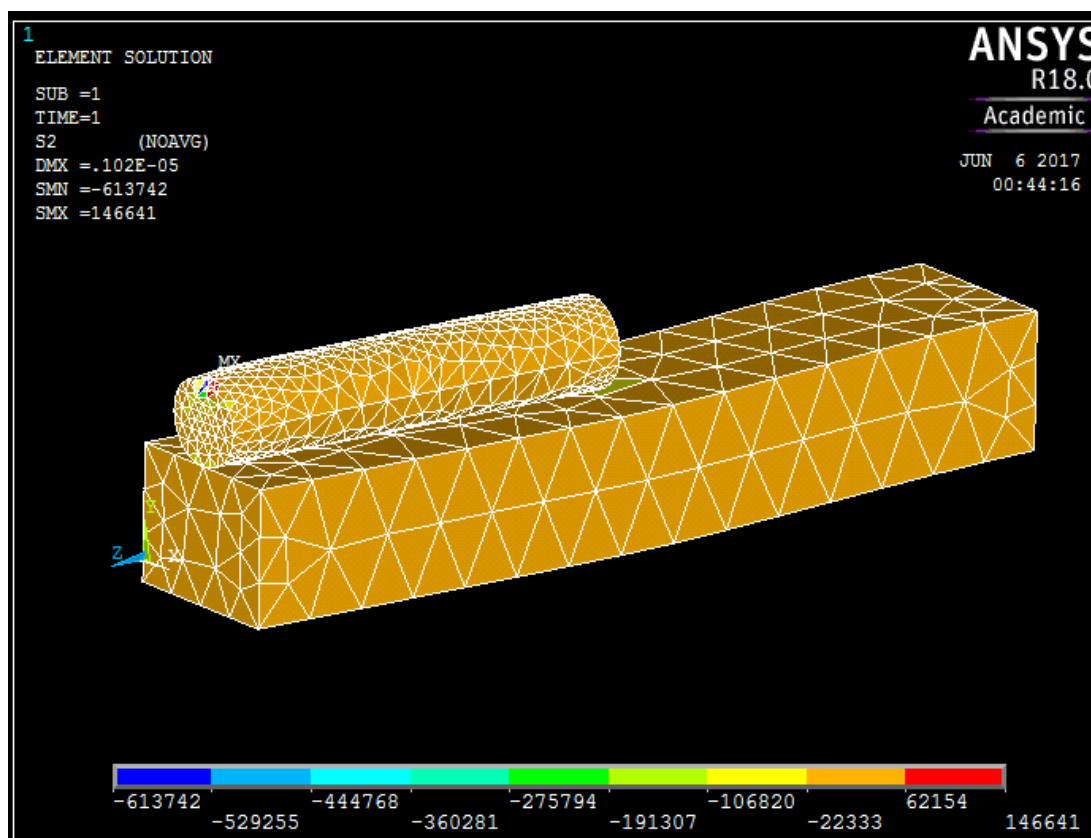 1
ELEMENT SOLUTION
SUB =1
TIME=1
S2 (NOAVG)
DMX =.102E-05
SMN =-613742
SMX =146641
ANSYS
R18.0
Academic
JUN 6 2017
00:44:16
MX
Y
Z
X
-613742
-529255
-444768
-360281
-275794
-191307
-106820
-22333
62154
146641